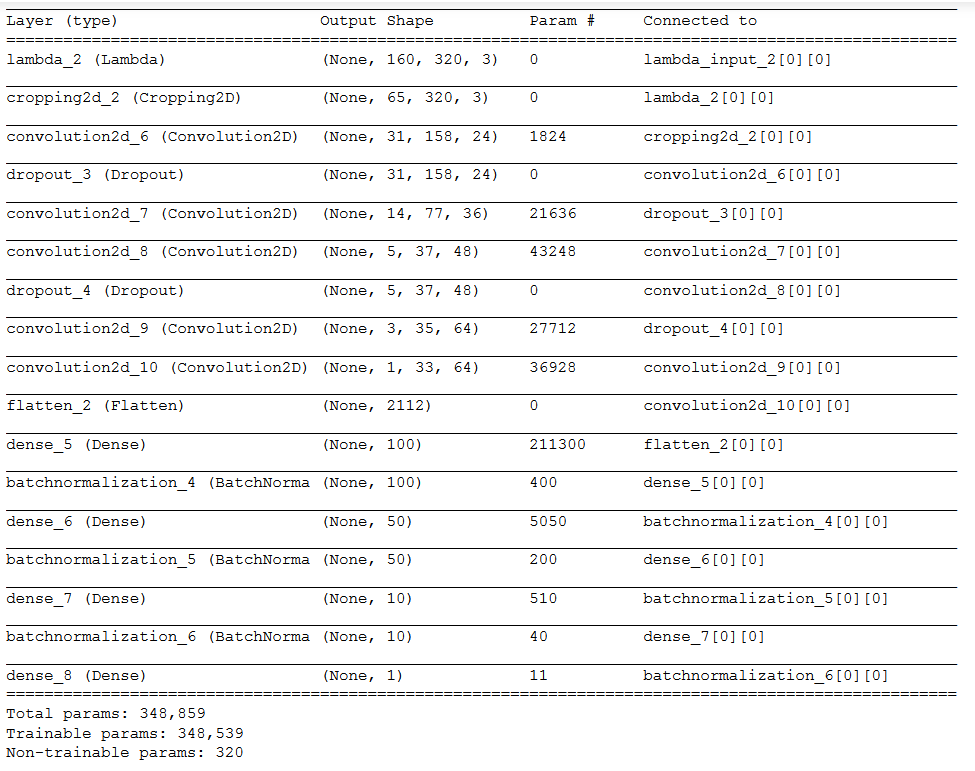 Layer (type) Output Shape Param # Connected to
====================================================================================================
lambda_2 (Lambda) (None, 160, 320, 3) 0 lambda_input_2[0][0]
cropping2d_2 (Cropping2D) (None, 65, 320, 3) 0 lambda_2[0][0]
convolution2d_6 (Convolution2D) (None, 31, 158, 24) 1824 cropping2d_2[0][0]
dropout_3 (Dropout) (None, 31, 158, 24) 0 convolution2d_6[0][0]
convolution2d_7 (Convolution2D) (None, 14, 77, 36) 21636 dropout_3[0][0]
convolution2d_8 (Convolution2D) (None, 5, 37, 48) 43248 convolution2d_7[0][0]
dropout_4 (Dropout) (None, 5, 37, 48) 0 convolution2d_8[0][0]
convolution2d_9 (Convolution2D) (None, 3, 35, 64) 27712 dropout_4[0][0]
convolution2d_10 (Convolution2D) (None, 1, 33, 64) 36928 convolution2d_9[0][0]
flatten_2 (Flatten) (None, 2112) 0 convolution2d_10[0][0]
dense_5 (Dense) (None, 100) 211300 flatten_2[0][0]
batchnormalization_4 (BatchNorma (None, 100) 400 dense_5[0][0]
dense_6 (Dense) (None, 50) 5050 batchnormalization_4[0][0]
batchnormalization_5 (BatchNorma (None, 50) 200 dense_6[0][0]
dense_7 (Dense) (None, 10) 510 batchnormalization_5[0][0]
batchnormalization_6 (BatchNorma (None, 10) 40 dense_7[0][0]
dense_8 (Dense) (None, 1) 11 batchnormalization_6[0][0]
====================================================================================================
Total params: 348,859
Trainable params: 348,539
Non-trainable params: 320